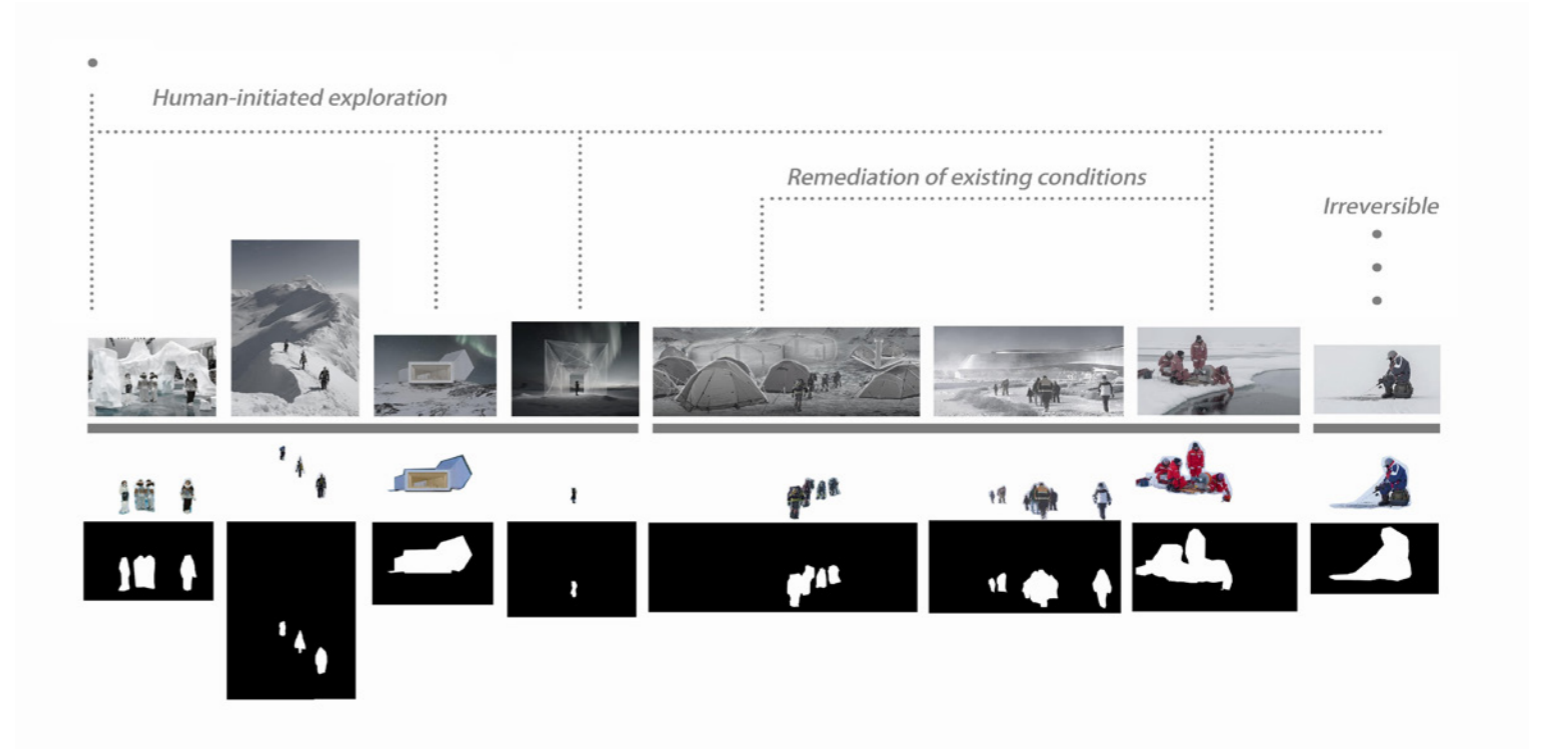 Human-initiated exploration
Remediation of existing conditions
Irreversible